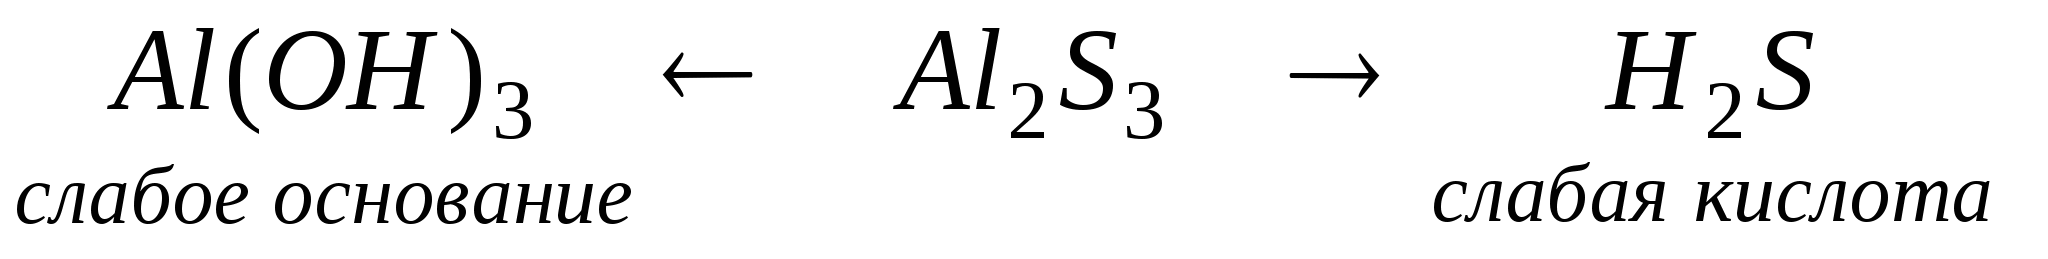 Al(OH)₃ ← Al₂S₃ → H₂S
слабое основание слабая кислота